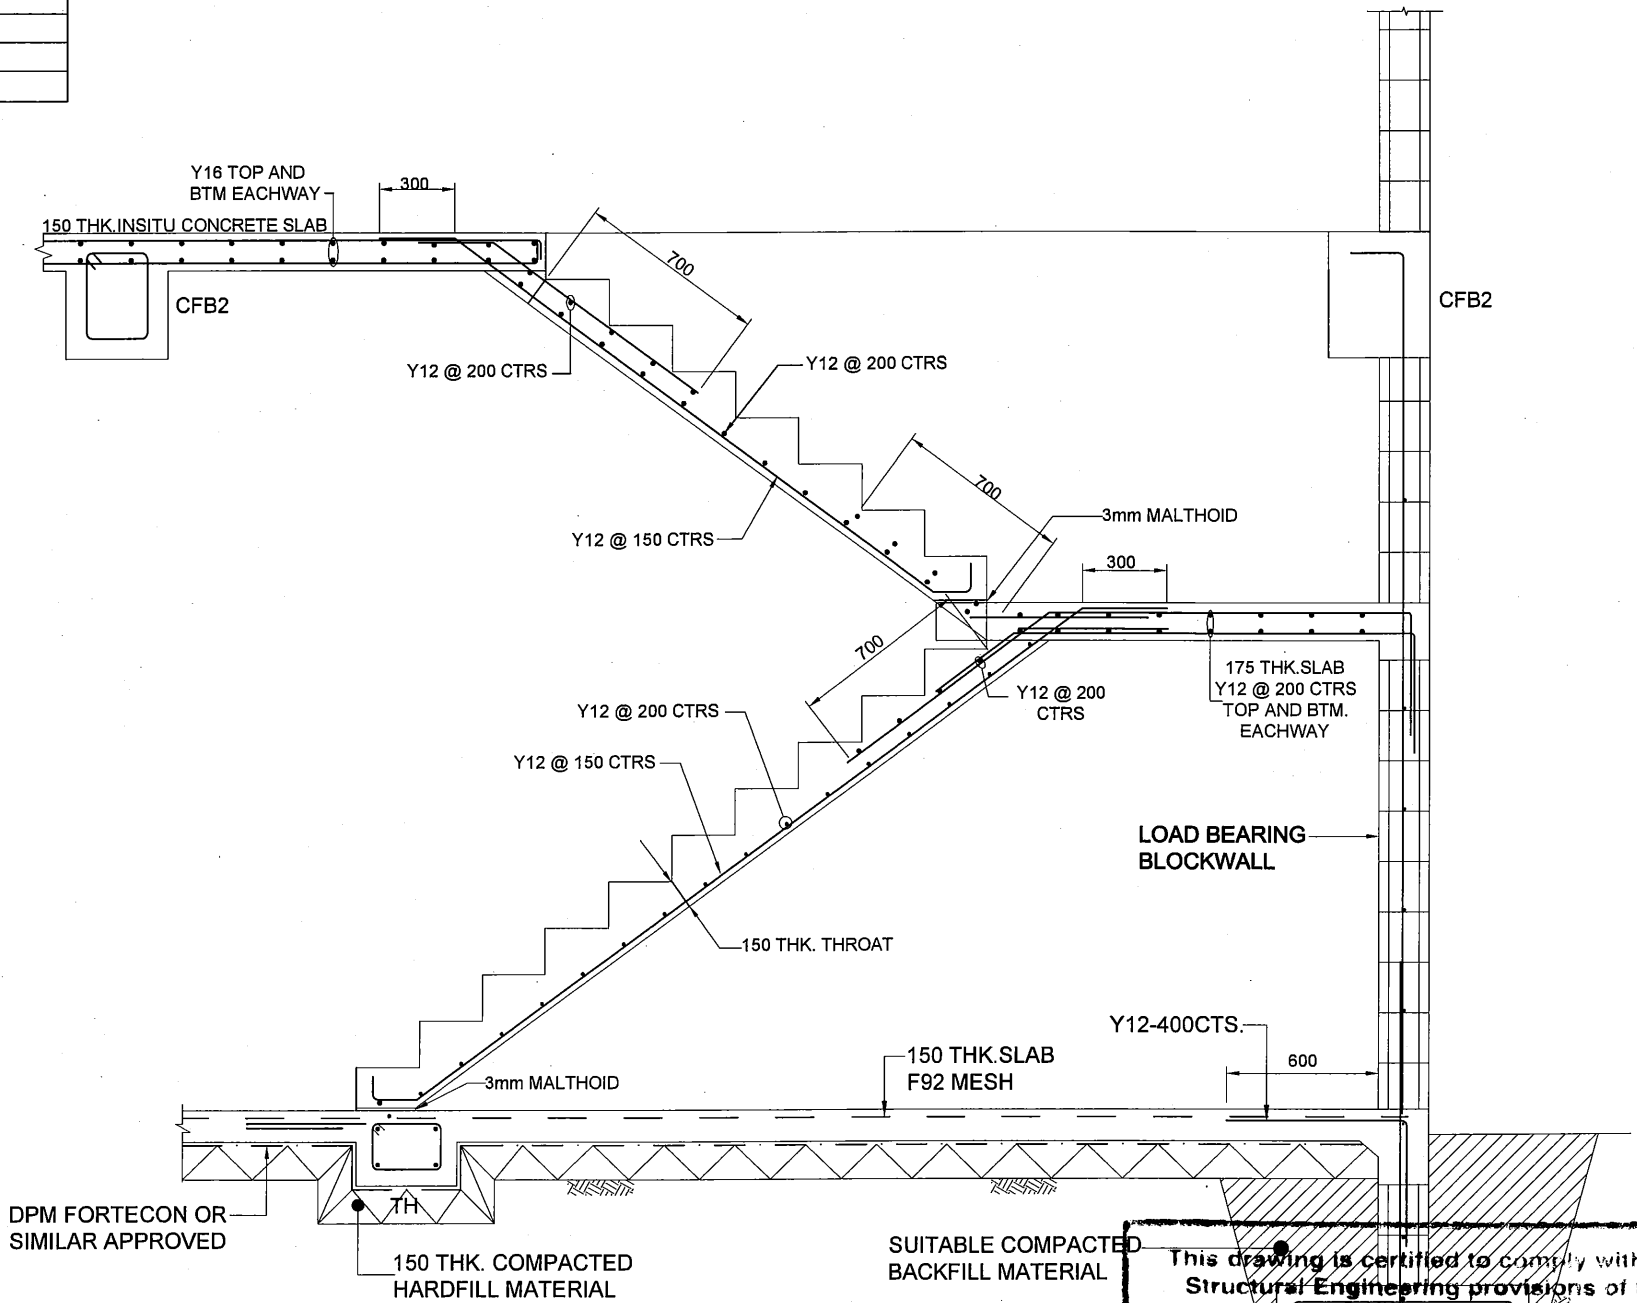 Y16 TOP AND
BTM EACHWAY
300
150 THK.INSITU CONCRETE SLAB
700
CFB2
CFB2
Y12 @ 200 CTRS
Y12 @ 200 CTRS
700
3mm MALTHOID
Y12 @ 150 CTRS
300
700
175 THK.SLAB
Y12 @ 200 CTRS
TOP AND BTM.
EACHWAY
Y12 @ 200
CTRS
Y12 @ 200 CTRS
Y12 @ 150 CTRS
LOAD BEARING
BLOCKWALL
150 THK. THROAT
Y12-400CTS.
150 THK.SLAB
F92 MESH
600
3mm MALTHOID
TH
DPM FORTECON OR
SIMILAR APPROVED
150 THK. COMPACTED
HARDFILL MATERIAL
SUITABLE COMPACTED
BACKFILL MATERIAL
This drawing is certified to comply with
Structural Engineering provisions of